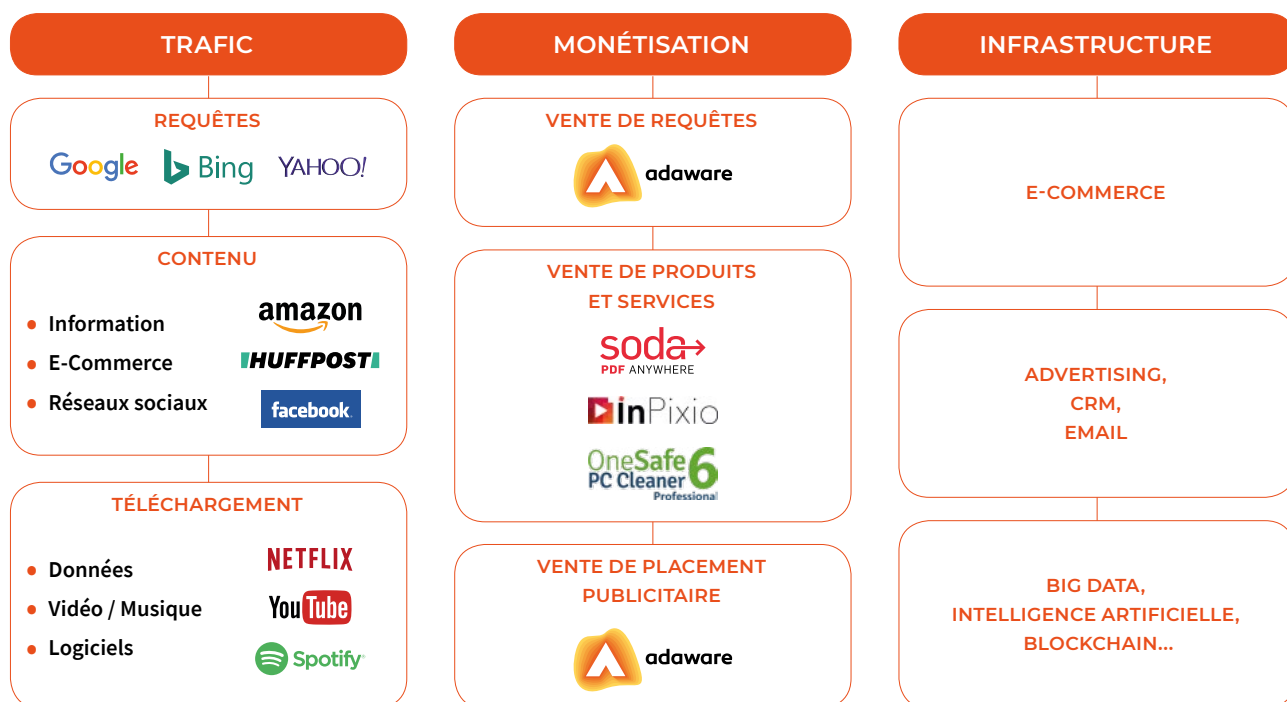 TRAFIC
REQUÊTES
Google Bing YAHOO!
CONTENU
Information
E-Commerce
Réseaux sociaux
amazon
HUFFPOST
facebook
TÉLÉCHARGEMENT
Données
Vidéo / Musique
Logiciels
NETFLIX
YouTube
Spotify
MONÉTISATION
VENTE DE REQUÊTES
adaware
VENTE DE PRODUITS
ET SERVICES
soda
PDF ANYWHERE
inPixio
OneSafe
PC Cleaner 6
Professional
VENTE DE PLACEMENT
PUBLICITAIRE
adaware
INFRASTRUCTURE
E-COMMERCE
ADVERTISING,
CRM,
EMAIL
BIG DATA,
INTELLIGENCE ARTIFICIELLE,
BLOCKCHAIN...